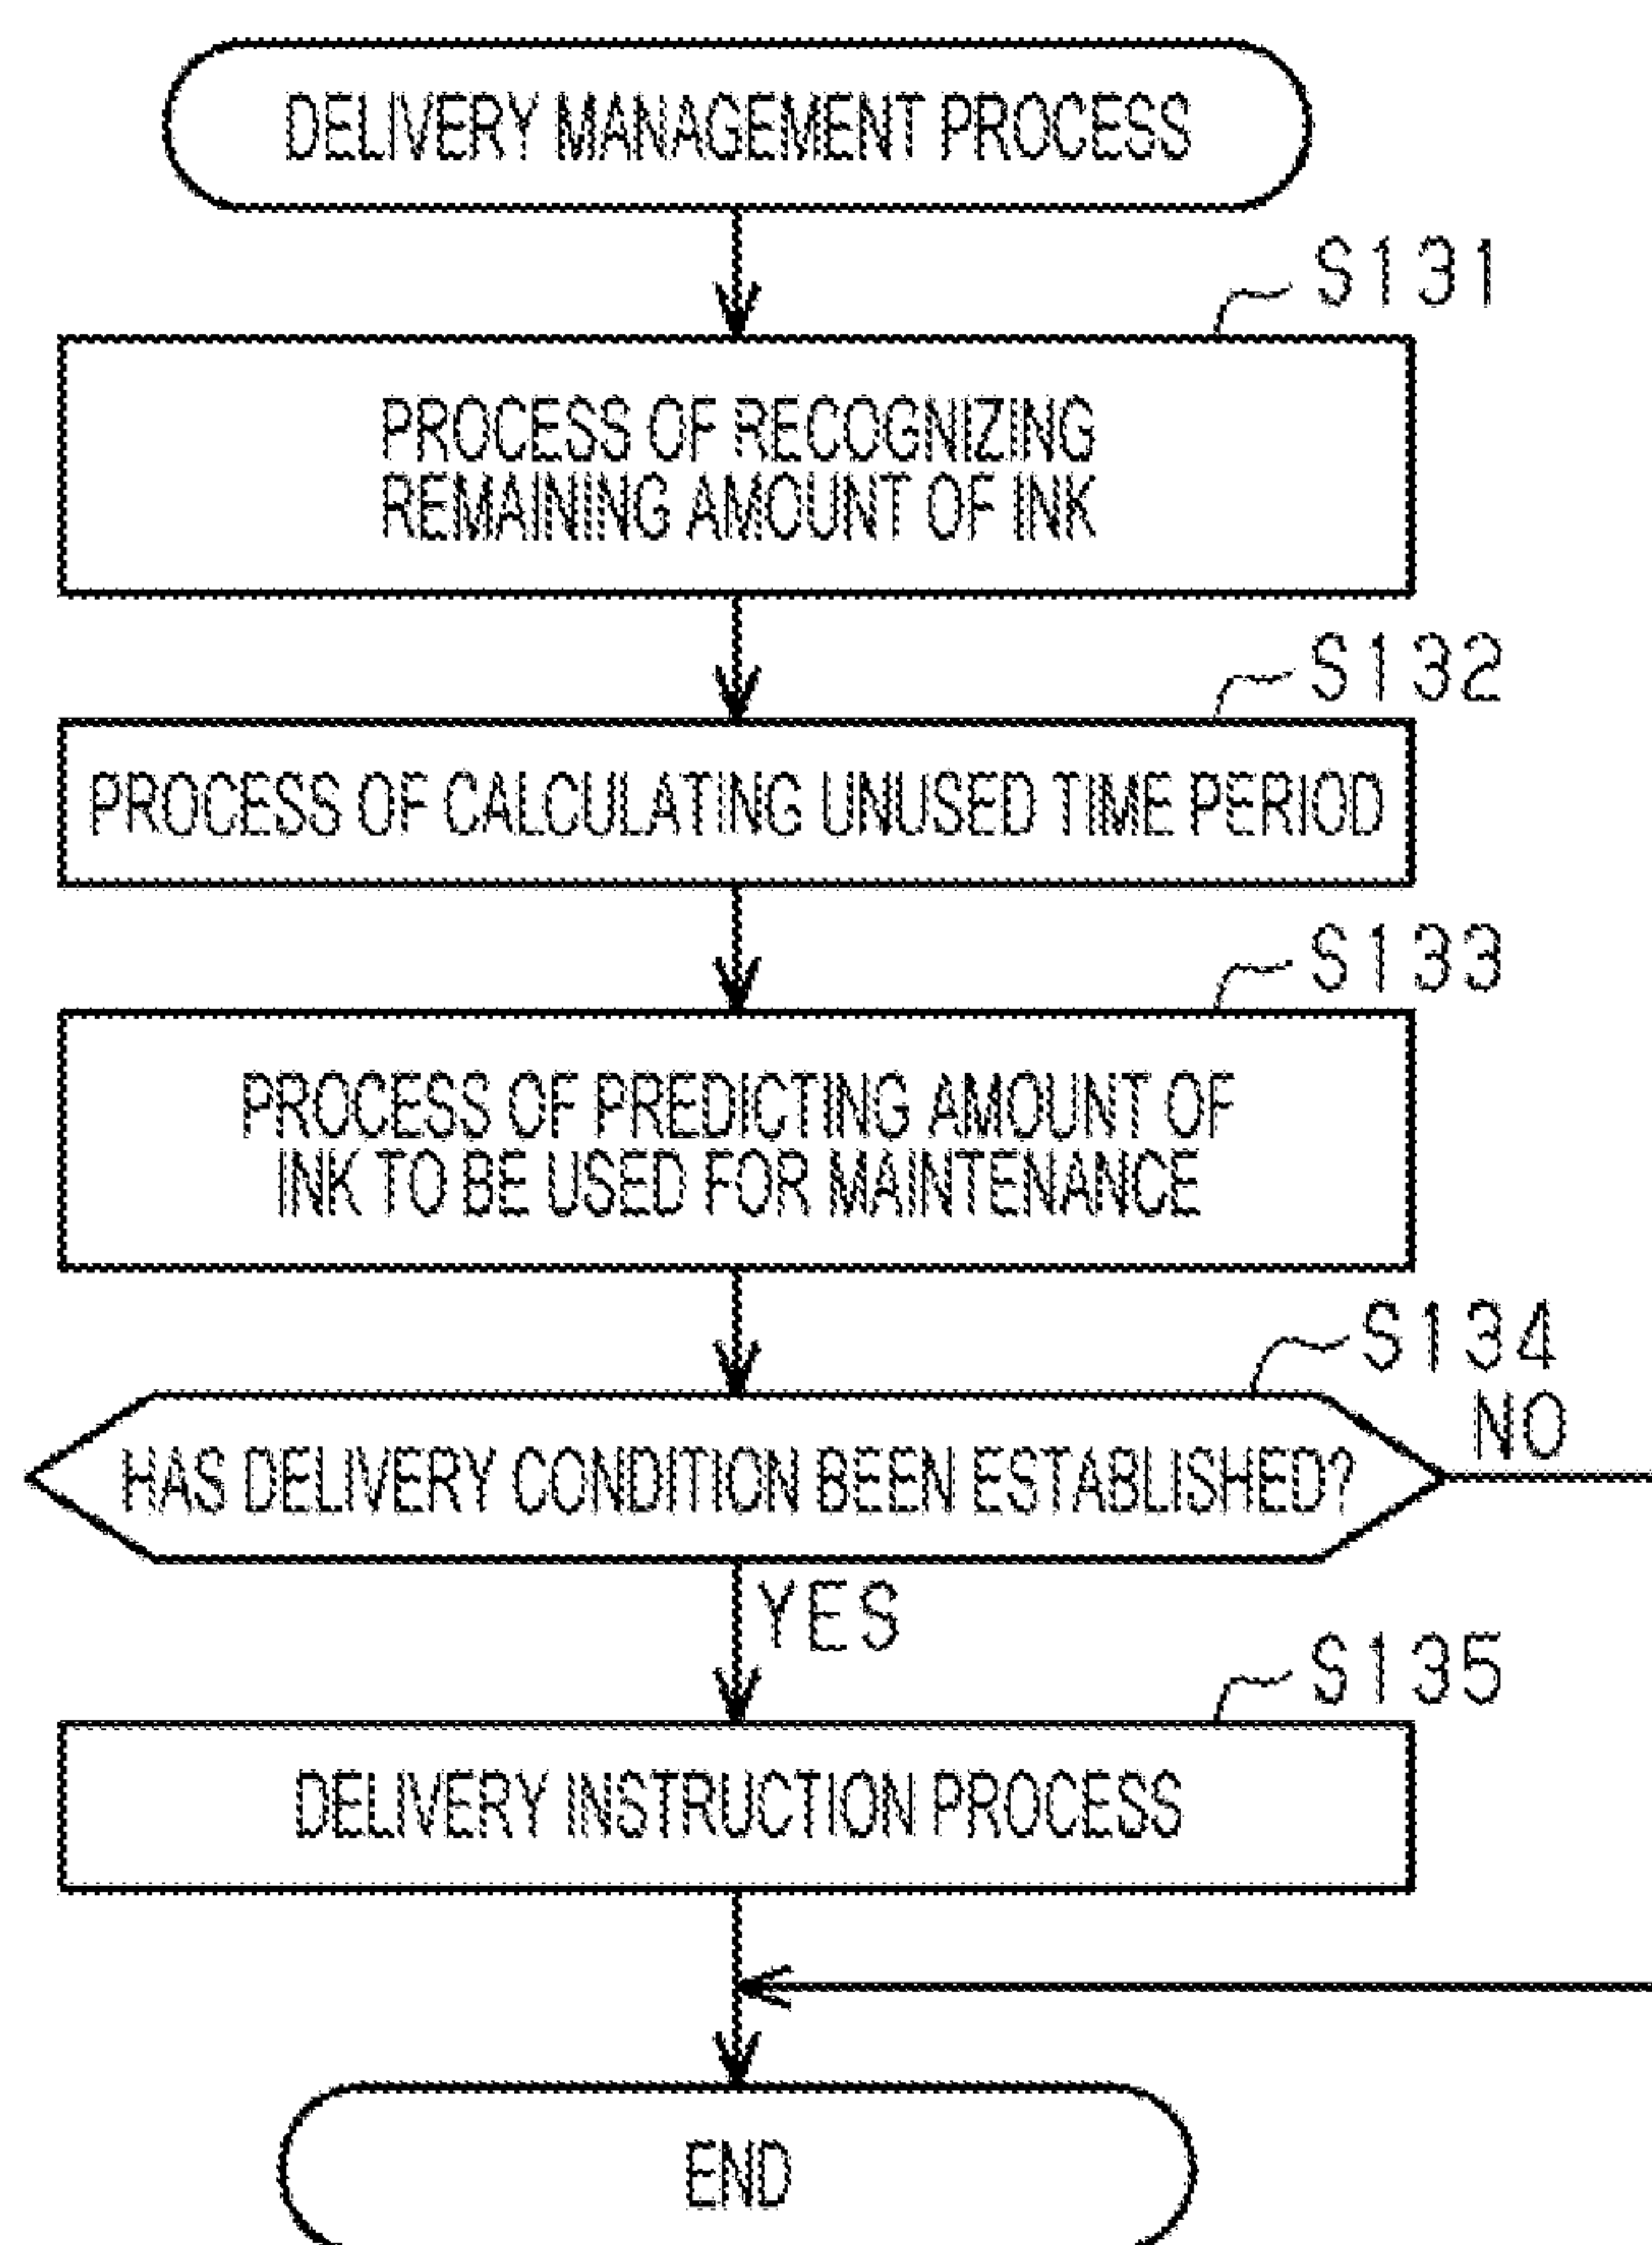 DELIVERY MANAGEMENT PROCESS
S131
PROCESS OF RECOGNIZING
REMAINING AMOUNT OF INK
S132
PROCESS OF CALCULATING UNUSED TIME PERIOD
S133
PROCESS OF PREDICTING AMOUNT OF
INK TO BE USED FOR MAINTENANCE
S134
NO
HAS DELIVERY CONDITION BEEN ESTABLISHED?
YES
S135
DELIVERY INSTRUCTION PROCESS
END